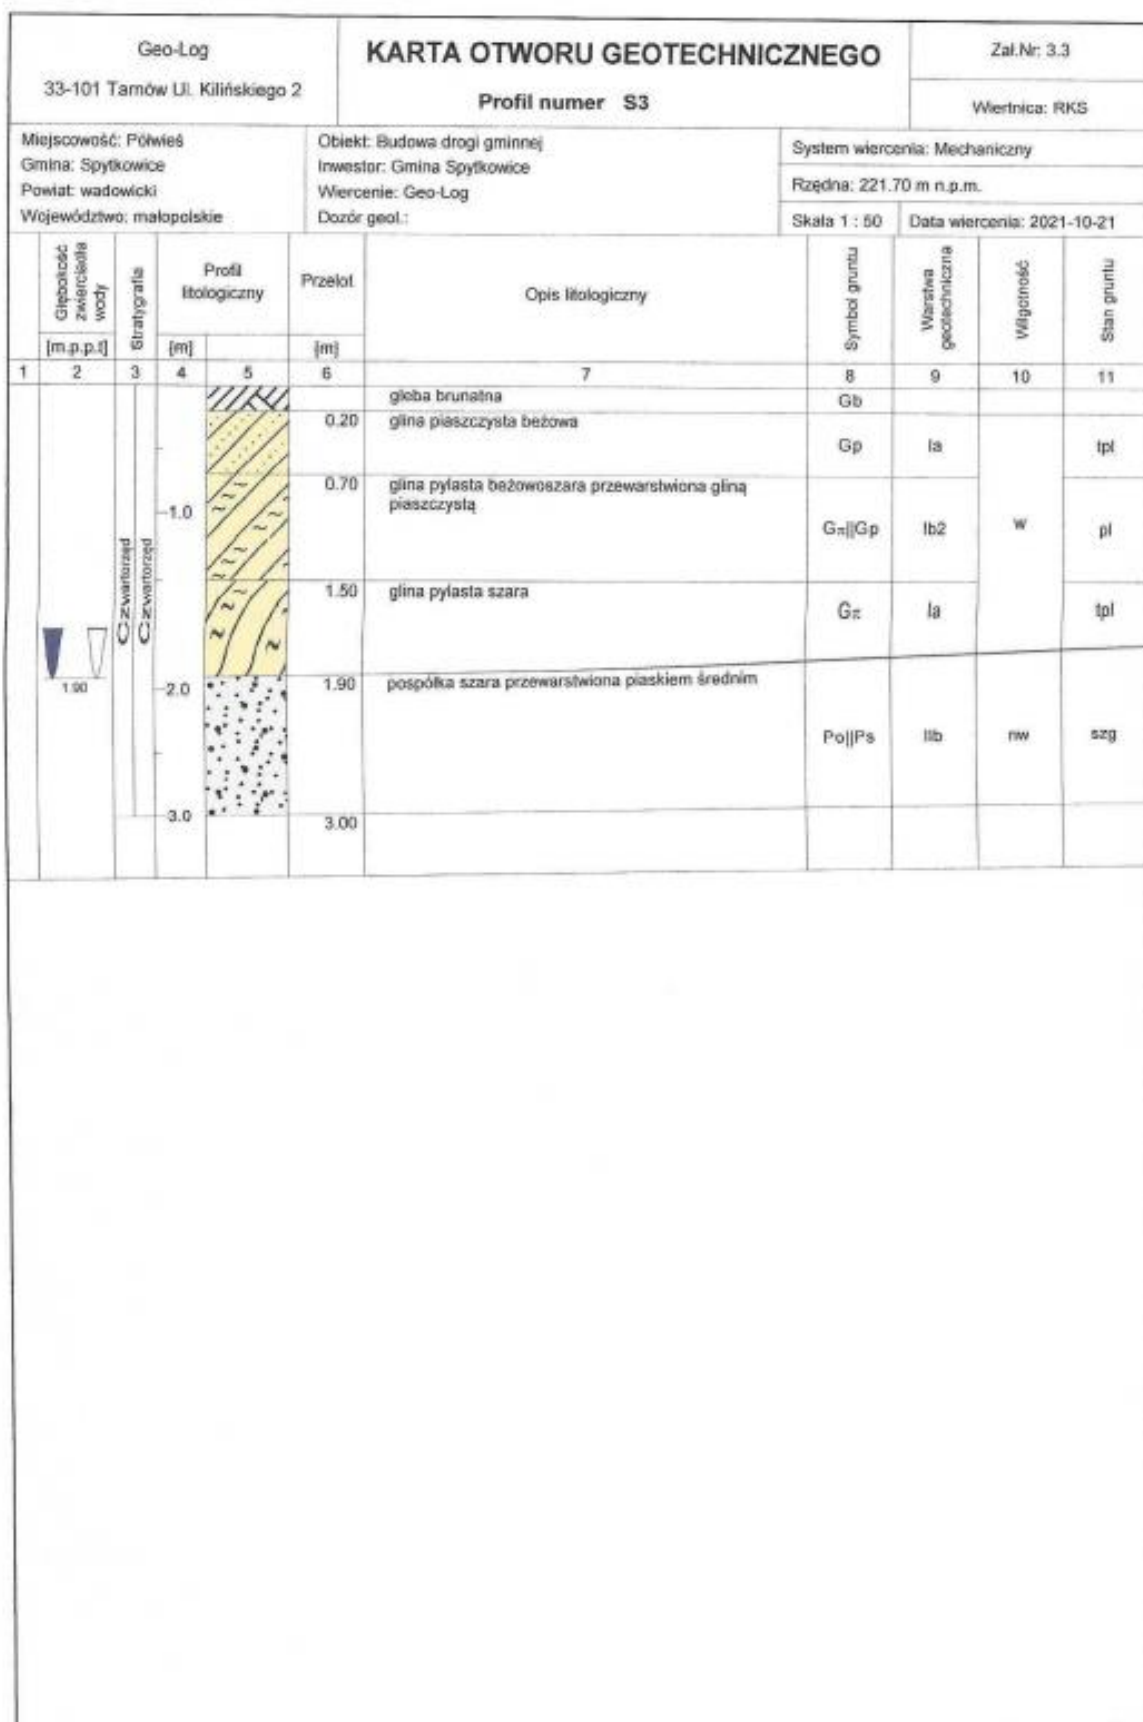 Geo-Log
33-101 Tarnów Ul. Kilińskiego 2
KARTA OTWORU GEOTECHNICZNEGO
Profil numer S3
Zał.Nr: 3.3
Wiertnica: RKS
Miejscowość: Półwieś
Gmina: Spytkowice
Powiat: wadowicki
Województwo: małopolskie
Obiekt: Budowa drogi gminnej
Inwestor: Gmina Spytkowice
Wiercenie: Geo-Log
Dozór geol.:
System wiercenia: Mechaniczny
Rzędna: 221.70 m n.p.m.
Skala 1 : 50 Data wiercenia: 2021-10-21
Głębokość
zwierciadła
wody
[m.p.p.t]
Stratygrafia
Profil
litologiczny
[m]
Przelot
[m]
Opis litologiczny
Symbol gruntu
Warstwa
geotechniczna
Wilgotność
Stan gruntu
1 2 3 4 5 6 7 8 9 10 11
gleba brunatna Gb
0.20 glina piaszczysta beżowa
Gp Ia tpl
0.70 glina pylasta beżowoszara przewarstwiona gliną
piaszczystą
1.0
Gπ||Gp Ib2 w pl
Czwartorzęd
Czwartorzęd
1.50 glina pylasta szara
Gπ Ia tpl
1.90
2.0
1.90 pospółka szara przewarstwiona piaskiem średnim
Po||Ps IIb nw szg
3.0
3.00